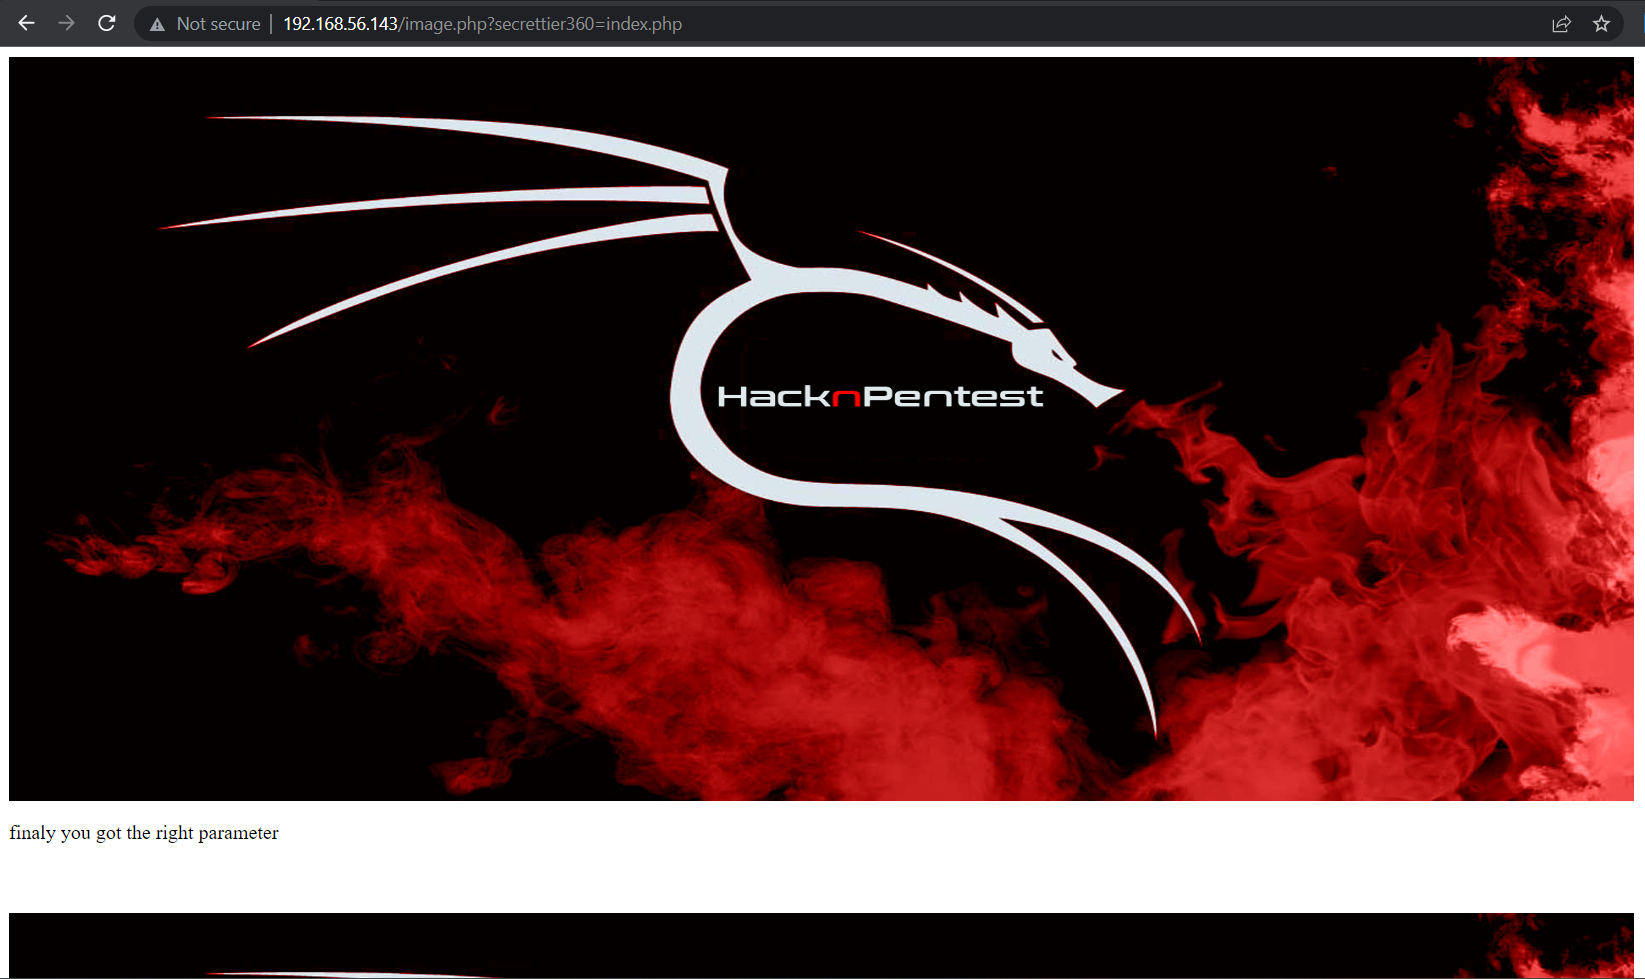 Not secure | 192.168.56.143/image.php?secrettier360=index.php
HacknPentest
finaly you got the right parameter